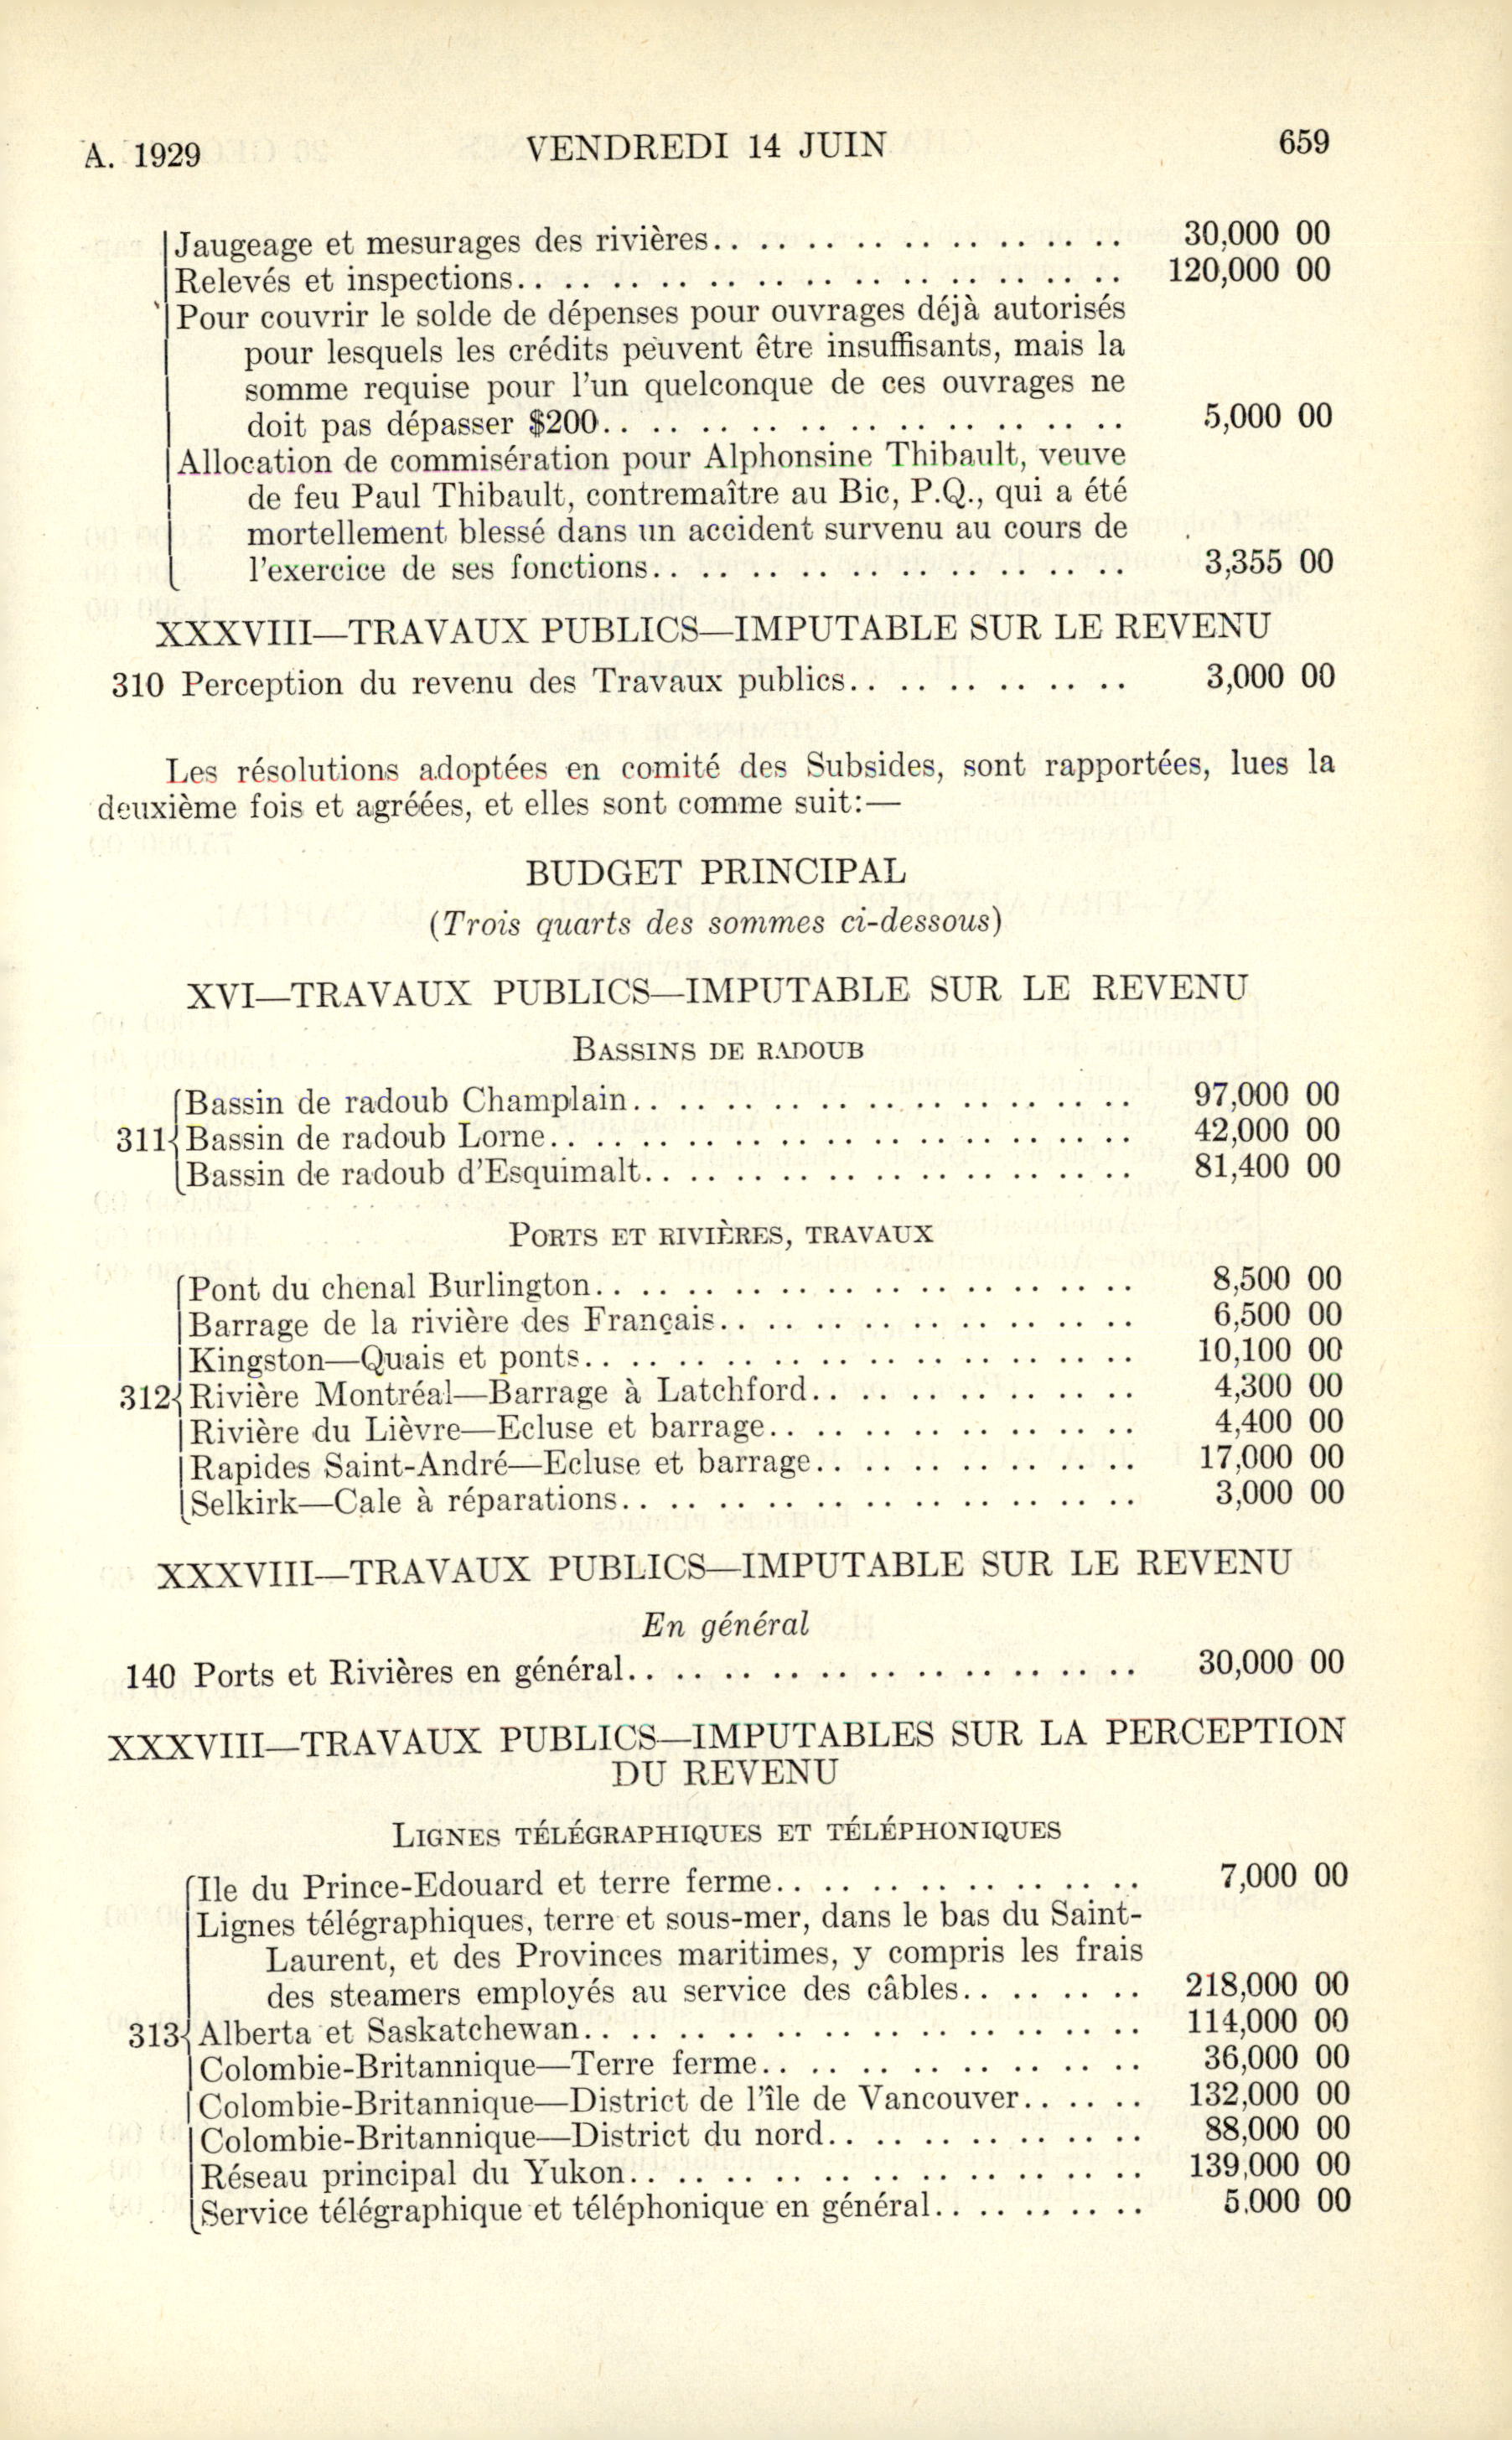 A. 1929 VENDREDI 14 JUIN 659
Jaugeage et mesurages des rivières.. .. .. .. .. .. .. .. .. 30,000 00
Relevés et inspections.. .. .. .. .. .. .. .. .. .. .. .. .. 120,000 00
Pour couvrir le solde de dépenses pour ouvrages déjà autorisés
pour lesquels les crédits peuvent être insuffisants, mais la
somme requise pour l'un quelconque de ces ouvrages ne
doit pas dépasser $200.. .. .. .. .. .. .. .. .. .. .. 5,000 00
Allocation de commisération pour Alphonsine Thibault, veuve
de feu Paul Thibault, contremaître au Bic, P.Q., qui a été
mortellement blessé dans un accident survenu au cours de
l'exercice de ses fonctions.. .. .. .. .. .. .. .. .. .. 3,355 00
XXXVIII—TRAVAUX PUBLICS—IMPUTABLE SUR LE REVENU
310 Perception du revenu des Travaux publics.. .. .. .. .. .. 3,000 00
Les résolutions adoptées en comité des Subsides, sont rapportées, lues la
deuxième fois et agréées, et elles sont comme suit:—
BUDGET PRINCIPAL
(Trois quarts des sommes ci-dessous)
XVI—TRAVAUX PUBLICS—IMPUTABLE SUR LE REVENU
BASSINS DE RADOUB
Bassin de radoub Champlain.. .. .. .. .. .. .. .. .. .. .. 97,000 00
311 Bassin de radoub Lorne.. .. .. .. .. .. .. .. .. .. .. .. 42,000 00
Bassin de radoub d'Esquimalt.. .. .. .. .. .. .. .. .. .. 81,400 00
PORTS ET RIVIÈRES, TRAVAUX
Pont du chenal Burlington.. .. .. .. .. .. .. .. .. .. .. .. 8,500 00
Barrage de la rivière des Français.. .. .. .. .. .. .. .. .. 6,500 00
Kingston—Quais et ponts.. .. .. .. .. .. .. .. .. .. .. .. 10,100 00
312 Rivière Montréal—Barrage à Latchford.. .. .. .. .. .. .. 4,300 00
Rivière du Lièvre—Ecluse et barrage.. .. .. .. .. .. .. .. 4,400 00
Rapides Saint-André—Ecluse et barrage.. .. .. .. .. .. .. 17,000 00
Selkirk—Cale à réparations.. .. .. .. .. .. .. .. .. .. .. 3,000 00
XXXVIII—TRAVAUX PUBLICS—IMPUTABLE SUR LE REVENU
En général
140 Ports et Rivières en général.. .. .. .. .. .. .. .. .. .. .. 30,000 00
XXXVIII—TRAVAUX PUBLICS—IMPUTABLES SUR LA PERCEPTION
DU REVENU
LIGNES TÉLÉGRAPHIQUES ET TÉLÉPHONIQUES
Ile du Prince-Edouard et terre ferme.. .. .. .. .. .. .. .. 7,000 00
Lignes télégraphiques, terre et sous-mer, dans le bas du Saint-
Laurent, et des Provinces maritimes, y compris les frais
des steamers employés au service des câbles.. .. .. .. 218,000 00
313 Alberta et Saskatchewan.. .. .. .. .. .. .. .. .. .. .. .. 114,000 00
Colombie-Britannique—Terre ferme.. .. .. .. .. .. .. .. 36,000 00
Colombie-Britannique—District de l'île de Vancouver.. .. .. 132,000 00
Colombie-Britannique—District du nord.. .. .. .. .. .. .. 88,000 00
Réseau principal du Yukon.. .. .. .. .. .. .. .. .. .. .. 139,000 00
Service télégraphique et téléphonique en général.. .. .. .. .. 5,000 00